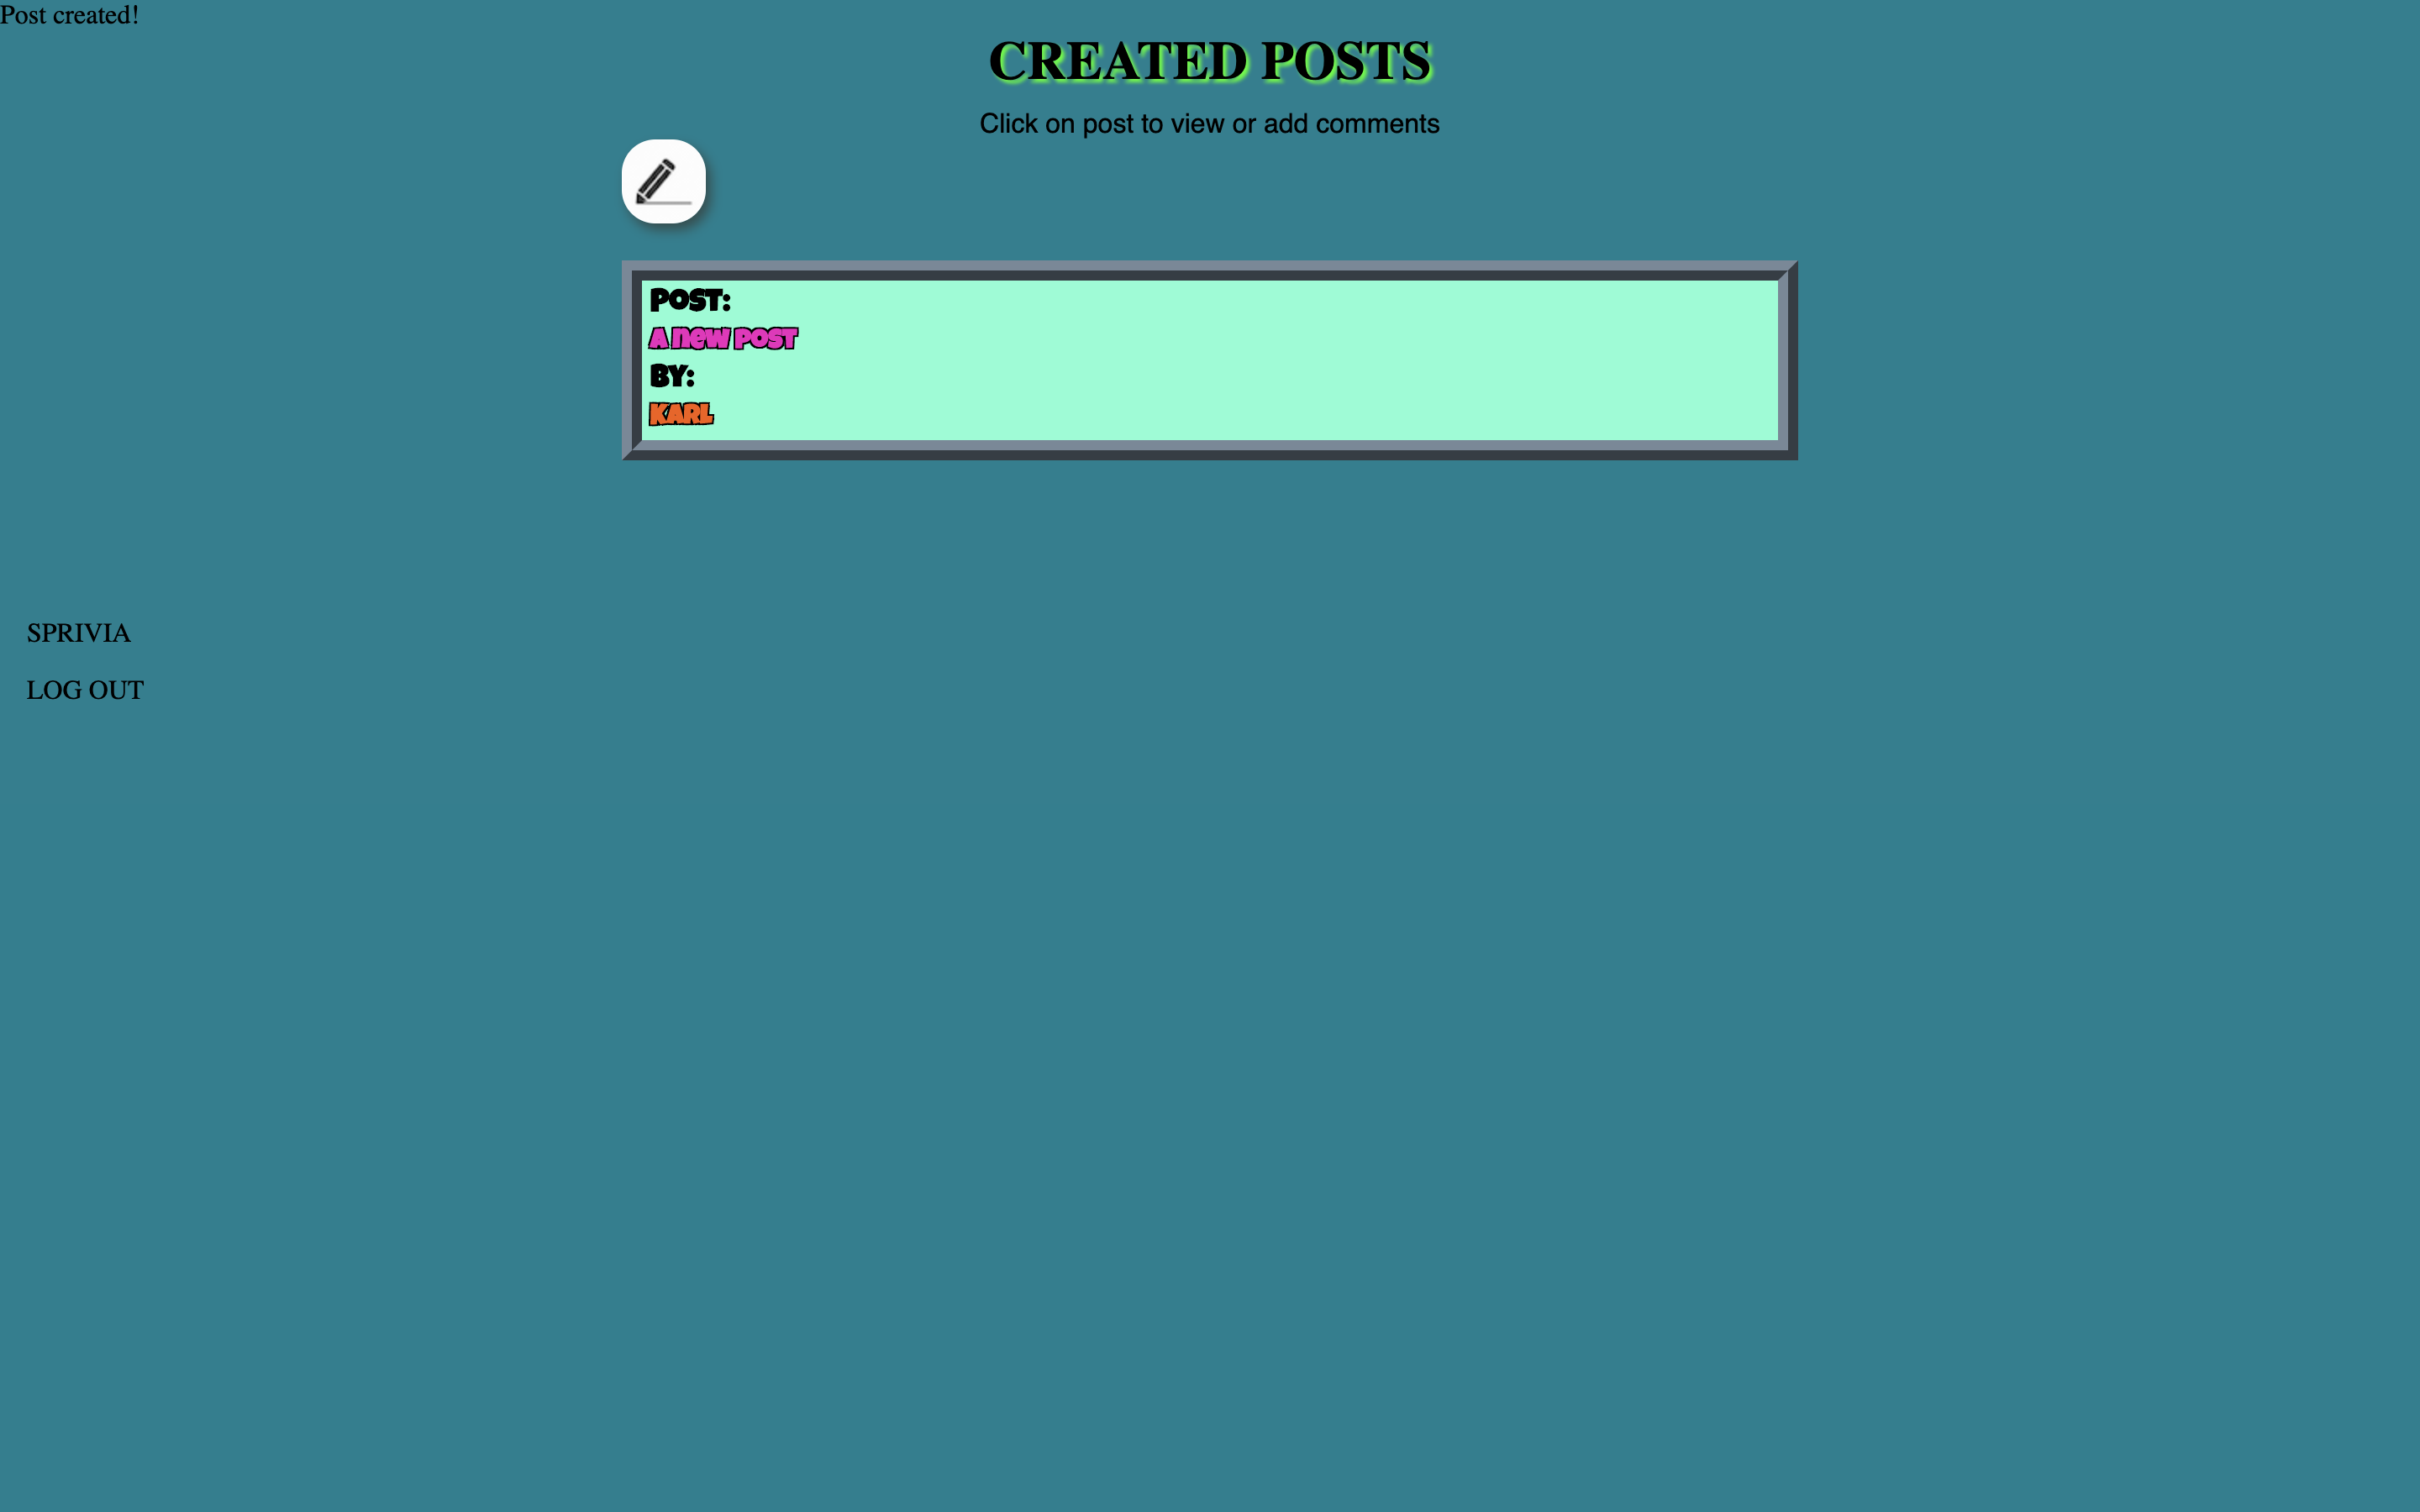 Post created!
CREATED POSTS
Click on post to view or add comments
POST:
A new POST
BY:
KARL
SPRIVIA
LOG OUT